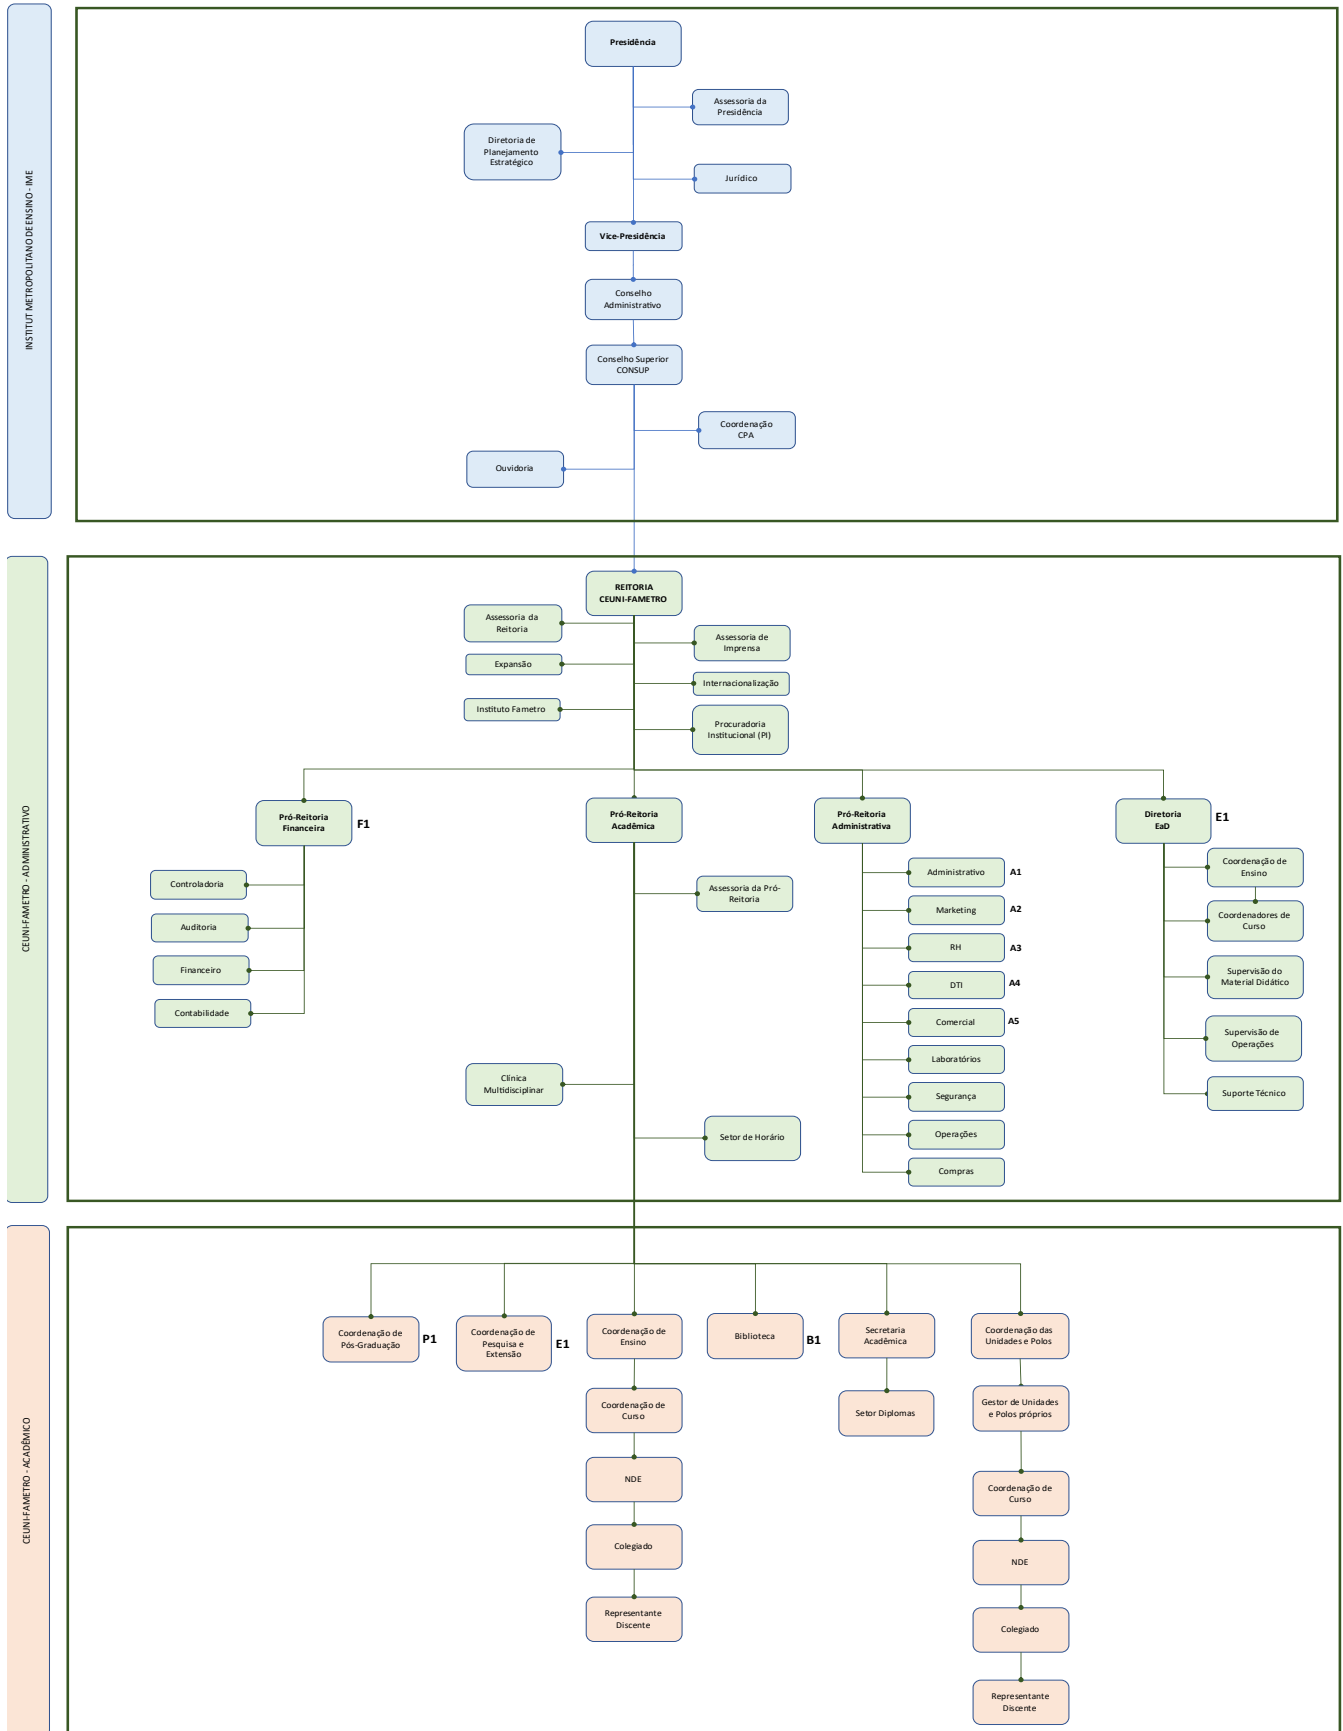 INSTITUT METROPOLITANO DE ENSINO - IME
Presidência
Assessoria da
Presidência
Diretoria de
Planejamento
Estratégico
Jurídico
Vice-Presidência
Conselho
Administrativo
Conselho Superior
CONSUP
Coordenação
CPA
Ouvidoria
CEUNI-FAMETRO - ADMINISTRATIVO
REITORIA
CEUNI-FAMETRO
Assessoria da
Reitoria
Assessoria de
Imprensa
Expansão
Internacionalização
Instituto Fametro
Procuradoria
Institucional (PI)
Pró-Reitoria
Financeira
F1
Pró-Reitoria
Acadêmica
Pró-Reitoria
Administrativa
Diretoria
EaD
E1
Controladoria
Auditoria
Financeiro
Contabilidade
Assessoria da Pró-
Reitoria
Clínica
Multidisciplinar
Setor de Horário
Administrativo
A1
Marketing
A2
RH
A3
DTI
A4
Comercial
A5
Laboratórios
Segurança
Operações
Compras
Coordenação de
Ensino
Coordenadores de
Curso
Supervisão do
Material Didático
Supervisão de
Operações
Suporte Técnico
CEUNI-FAMETRO - ACADÊMICO
Coordenação de
Pós-Graduação
P1
Coordenação de
Pesquisa e
Extensão
E1
Coordenação de
Ensino
Biblioteca
B1
Secretaria
Acadêmica
Coordenação das
Unidades e Polos
Coordenação de
Curso
NDE
Colegiado
Representante
Discente
Setor Diplomas
Gestor de Unidades
e Polos próprios
Coordenação de
Curso
NDE
Colegiado
Representante
Discente